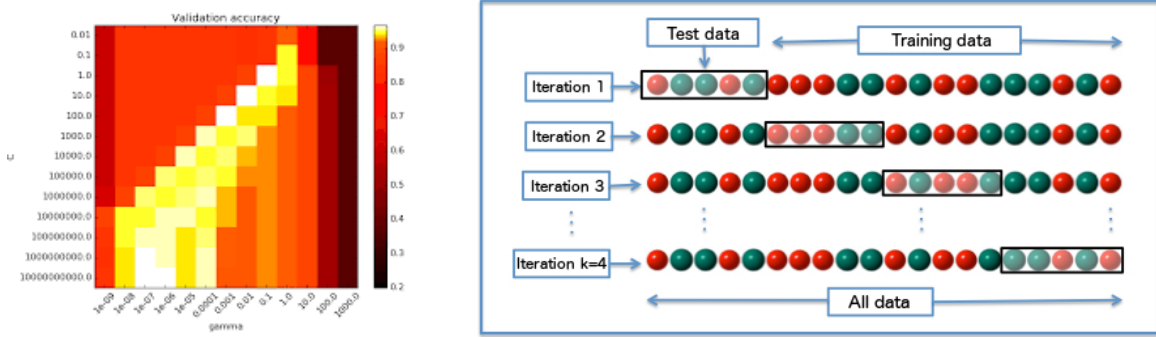 Validation accuracy
0.01
0.1
1.0
10.0
100.0
1000.0
10000.0
100000.0
1000000.0
10000000.0
100000000.0
1000000000.0
10000000000.0
C
1e-09
1e-08
1e-07
1e-06
1e-05
0.0001
0.001
0.01
0.1
1.0
10.0
100.0
1000.0
gamma
0.9
0.8
0.7
0.6
0.5
0.4
0.3
0.2
Test data
Training data
Iteration 1
Iteration 2
Iteration 3
Iteration k=4
All data